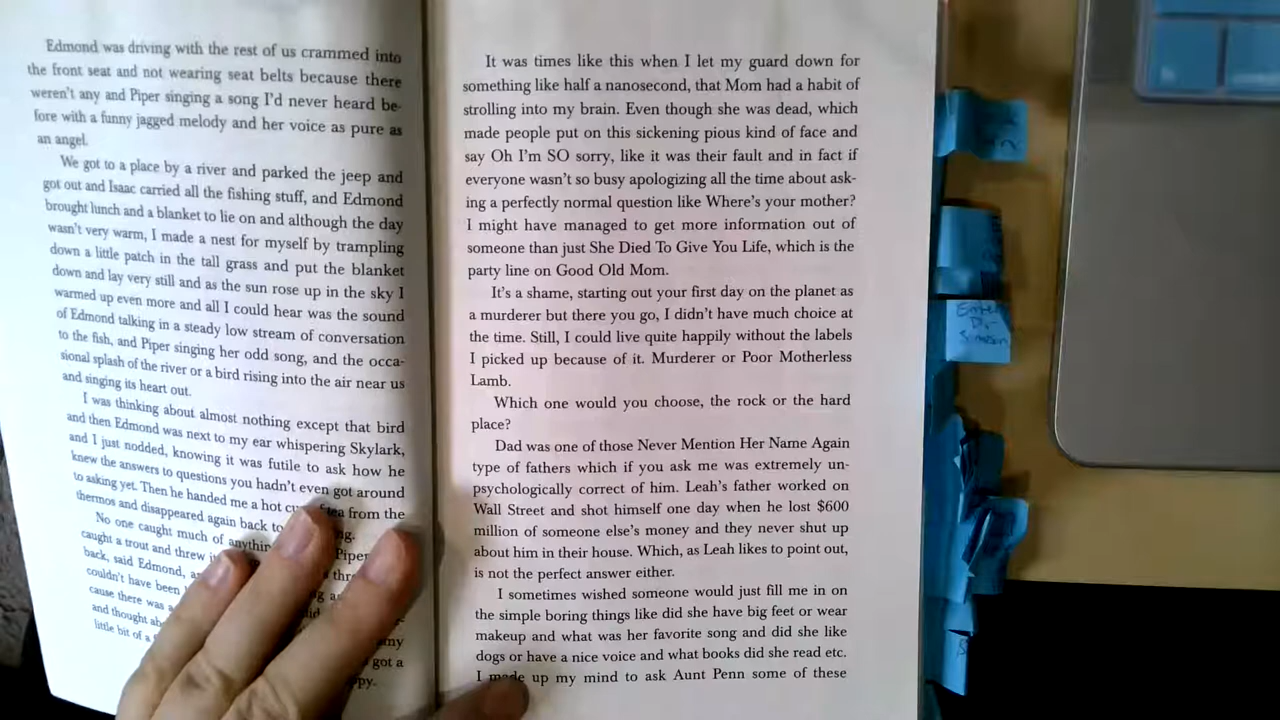 Edmond was driving with the rest of us crammed into
the front seat and not wearing seat belts because there
weren't any and Piper singing a song I'd never heard be-
fore with a funny jagged melody and her voice as pure as
an angel.
We got to a place by a river and parked the jeep and
got out and Isaac carried all the fishing stuff, and Edmond
brought lunch and a blanket to lie on and although the day
wasn't very warm, I made a nest for myself by trampling
down a little patch in the tall grass and put the blanket
down and lay very still and as the sun rose up in the sky I
warmed up even more and all I could hear was the sound
of Edmond talking in a steady low stream of conversation
to the fish, and Piper singing her odd song, and the occa-
sional splash of the river or a bird rising into the air near us
and singing its heart out.
I was thinking about almost nothing except that bird
and then Edmond was next to my ear whispering Skylark,
and I just nodded, knowing it was futile to ask how he
knew the answers to questions you hadn't even got around
to asking yet. Then he handed me a hot tea from the
thermos and disappeared again back to
No one caught much of Piper
caught a trout and threw
back, said Edmond,
couldn't have been
cause there was
and thought my
little bit of a got a
It was times like this when I let my guard down for
something like half a nanosecond, that Mom had a habit of
strolling into my brain. Even though she was dead, which
made people put on this sickening pious kind of face and
say Oh I'm SO sorry, like it was their fault and in fact if
everyone wasn't so busy apologizing all the time about ask-
ing a perfectly normal question like Where's your mother?
I might have managed to get more information out of
someone than just She Died To Give You Life, which is the
party line on Good Old Mom.
It's a shame, starting out your first day on the planet as
a murderer but there you go, I didn't have much choice at
the time. Still, I could live quite happily without the labels
I picked up because of it. Murderer or Poor Motherless
Lamb.
Which one would you choose, the rock or the hard
place?
Dad was one of those Never Mention Her Name Again
type of fathers which if you ask me was extremely un-
psychologically correct of him. Leah's father worked on
Wall Street and shot himself one day when he lost $600
million of someone else's money and they never shut up
about him in their house. Which, as Leah likes to point out,
is not the perfect answer either.
I sometimes wished someone would just fill me in on
the simple boring things like did she have big feet or wear
makeup and what was her favorite song and did she like
dogs or have a nice voice and what books did she read etc.
I made up my mind to ask Aunt Penn some of these